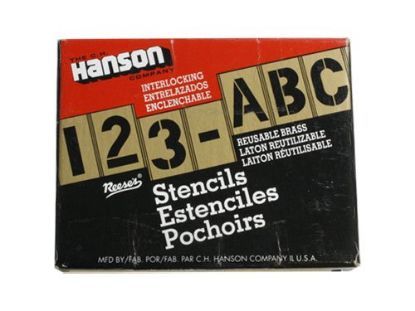 THE C.H.
Hanson
COMPANY
INTERLOCKING
ENTRELAZADOS
ENCLENCHABLE
123-ABC
REUSABLE BRASS
LATON REUTILIZABLE
LAITON RÉUTILISABLE
Reese's
Stencils
Estenciles
Pochoirs
MFD BY/FAB. POR/FAB. PAR C.H. HANSON COMPANY IL U.S.A.